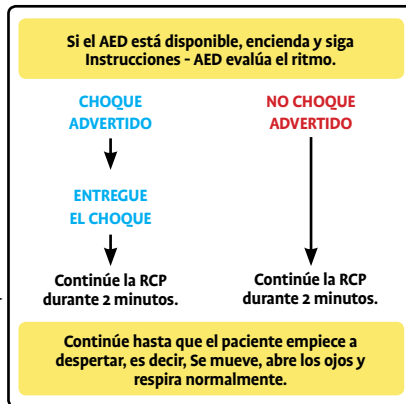 Si el AED está disponible, encienda y siga
Instrucciones - AED evalúa el ritmo.
CHOQUE
ADVERTIDO
NO CHOQUE
ADVERTIDO
ENTREGUE
EL CHOQUE
Continúe la RCP
durante 2 minutos.
Continúe la RCP
durante 2 minutos.
Continúe hasta que el paciente empiece a
despertar, es decir, Se mueve, abre los ojos y
respira normalmente.